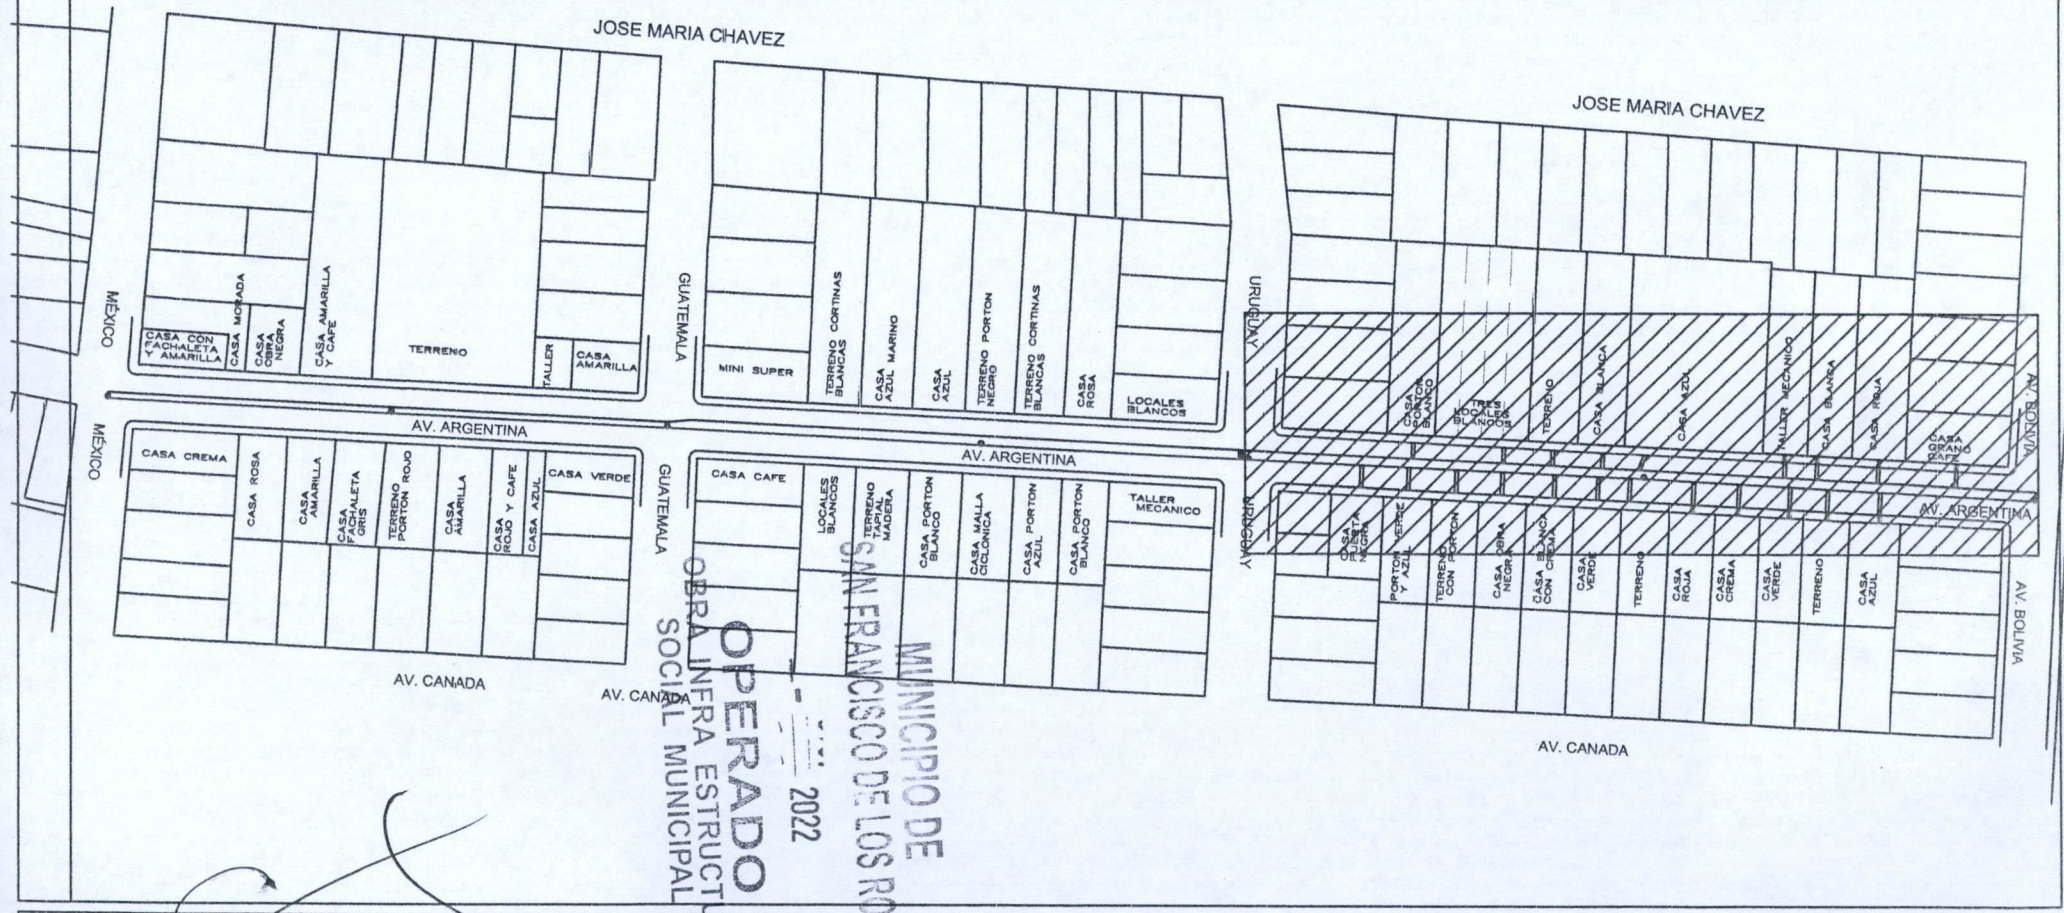 JOSE MARIA CHAVEZ
JOSE MARIA CHAVEZ
MÉXICO
CASA CON
FACHALETA
Y AMARILLA
CASA MORADA
CASA
OBRA
NEGRA
CASA AMARILLA
Y CAFE
TERRENO
TALLER
CASA
AMARILLA
GUATEMALA
MINI SUPER
TERRENO CORTINAS
BLANCAS
CASA
AZUL MARINO
CASA
AZUL
TERRENO PORTON
NEGRO
TERRENO CORTINAS
BLANCAS
CASA
ROSA
LOCALES
BLANCOS
URUGUAY
CASA
PORTON
BLANCO
TRES
LOCALES
BLANCOS
TERRENO
CASA BLANCA
CASA AZUL
TALLER MECANICO
CASA BLANCA
CASA ROJA
CASA
GRANO
CAFE
AV. BOLIVIA
AV. ARGENTINA
AV. ARGENTINA
AV. ARGENTINA
MÉXICO
CASA CREMA
CASA ROSA
CASA
AMARILLA
CASA
FACHALETA
GRIS
TERRENO
PORTON ROJO
CASA
AMARILLA
CASA
ROJO Y CAFE
CASA AZUL
CASA VERDE
GUATEMALA
CASA CAFE
LOCALES
BLANCOS
TERRENO
TAPIAL
MADERA
CASA PORTON
BLANCO
CASA MALLA
CICLONICA
CASA PORTON
AZUL
CASA PORTON
BLANCO
TALLER
MECANICO
URUGUAY
CASA
PUERTA
NEGRA
PORTON VERDE
Y AZUL
TERRENO
CON PORTON
CASA OBRA
NEGRA
CASA BLANCA
CON CREMA
CASA
VERDE
TERRENO
CASA
ROJA
CASA
CREMA
CASA
VERDE
TERRENO
CASA
AZUL
AV. BOLIVIA
AV. CANADA
AV. CANADA
AV. CANADA
MUNICIPIO DE
SAN FRANCISCO DE LOS RO
2022
OPERADO
OBRA INFRA ESTRUCTU
SOCIAL MUNICIPAL